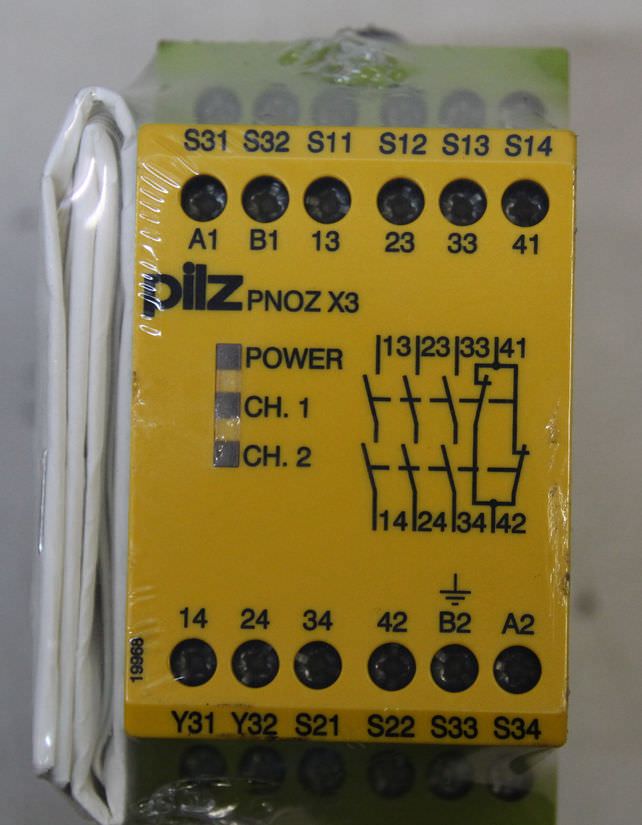 S31 S32 S11 S12 S13 S14
A1 B1 13 23 33 41
pilz PNOZ X3
13 23 33 41
POWER
CH. 1
CH. 2
14 24 34 42
14 24 34 42 B2 A2
19968
Y31 Y32 S21 S22 S33 S34